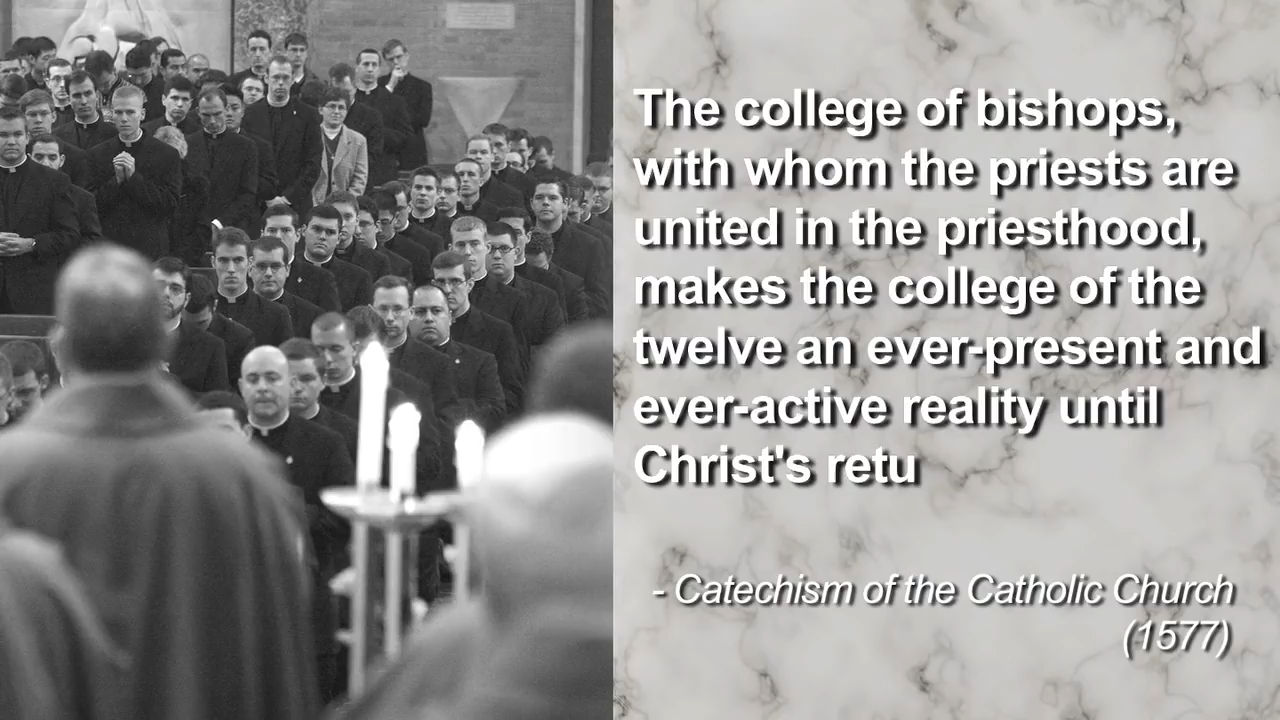 The college of bishops,
with whom the priests are
united in the priesthood,
makes the college of the
twelve an ever-present and
ever-active reality until
Christ's retu
- Catechism of the Catholic Church
(1577)